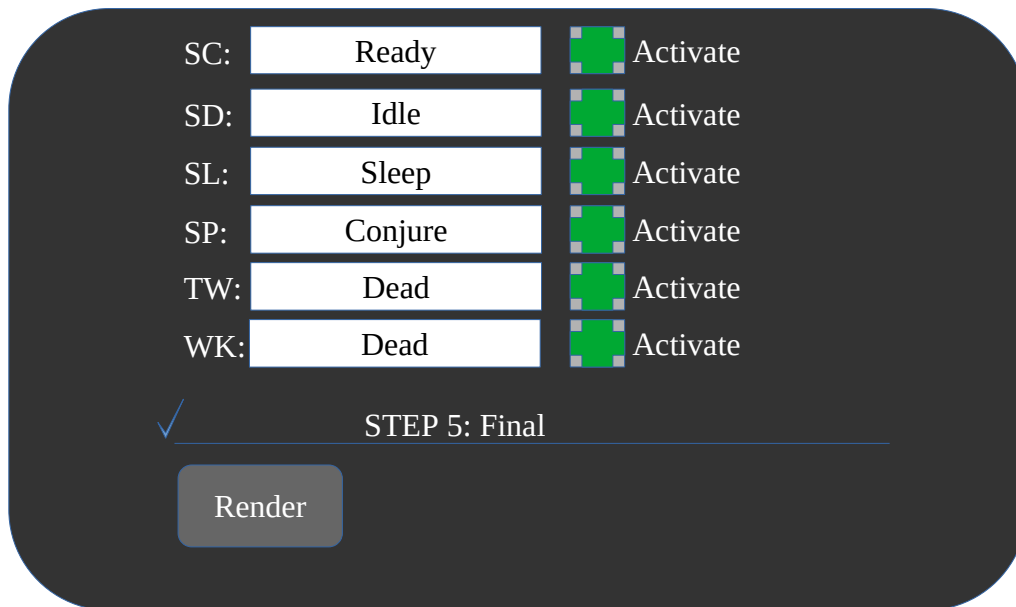 SC: Ready Activate
SD: Idle Activate
SL: Sleep Activate
SP: Conjure Activate
TW: Dead Activate
WK: Dead Activate
STEP 5: Final
Render